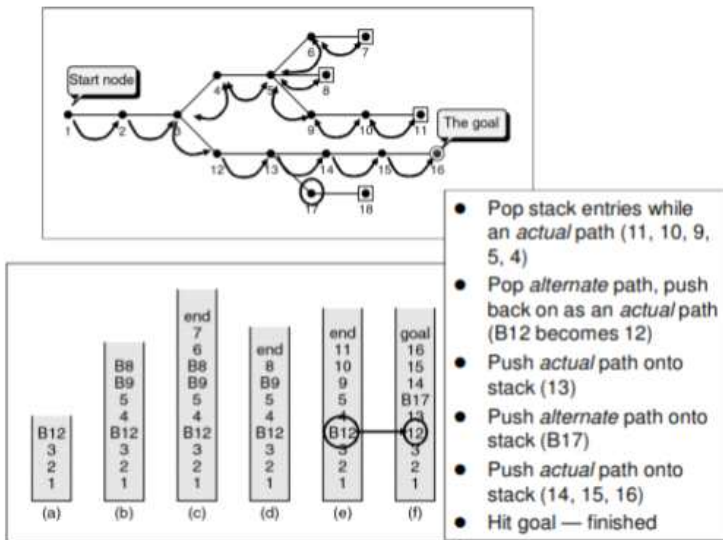 6
7
Start node
4
5
8
1
2
3
9
10
11
The goal
12
13
14
15
16
17
18
● Pop stack entries while
an actual path (11, 10, 9,
5, 4)
● Pop alternate path, push
back on as an actual path
(B12 becomes 12)
● Push actual path onto
stack (13)
● Push alternate path onto
stack (B17)
● Push actual path onto
stack (14, 15, 16)
● Hit goal — finished
B12
3
2
1
(a)
B8
B9
5
4
B12
3
2
1
(b)
end
7
6
B8
B9
5
4
B12
3
2
1
(c)
end
8
B9
5
4
B12
3
2
1
(d)
end
11
10
9
5
4
B12
3
2
1
(e)
goal
16
15
14
B17
13
12
3
2
1
(f)